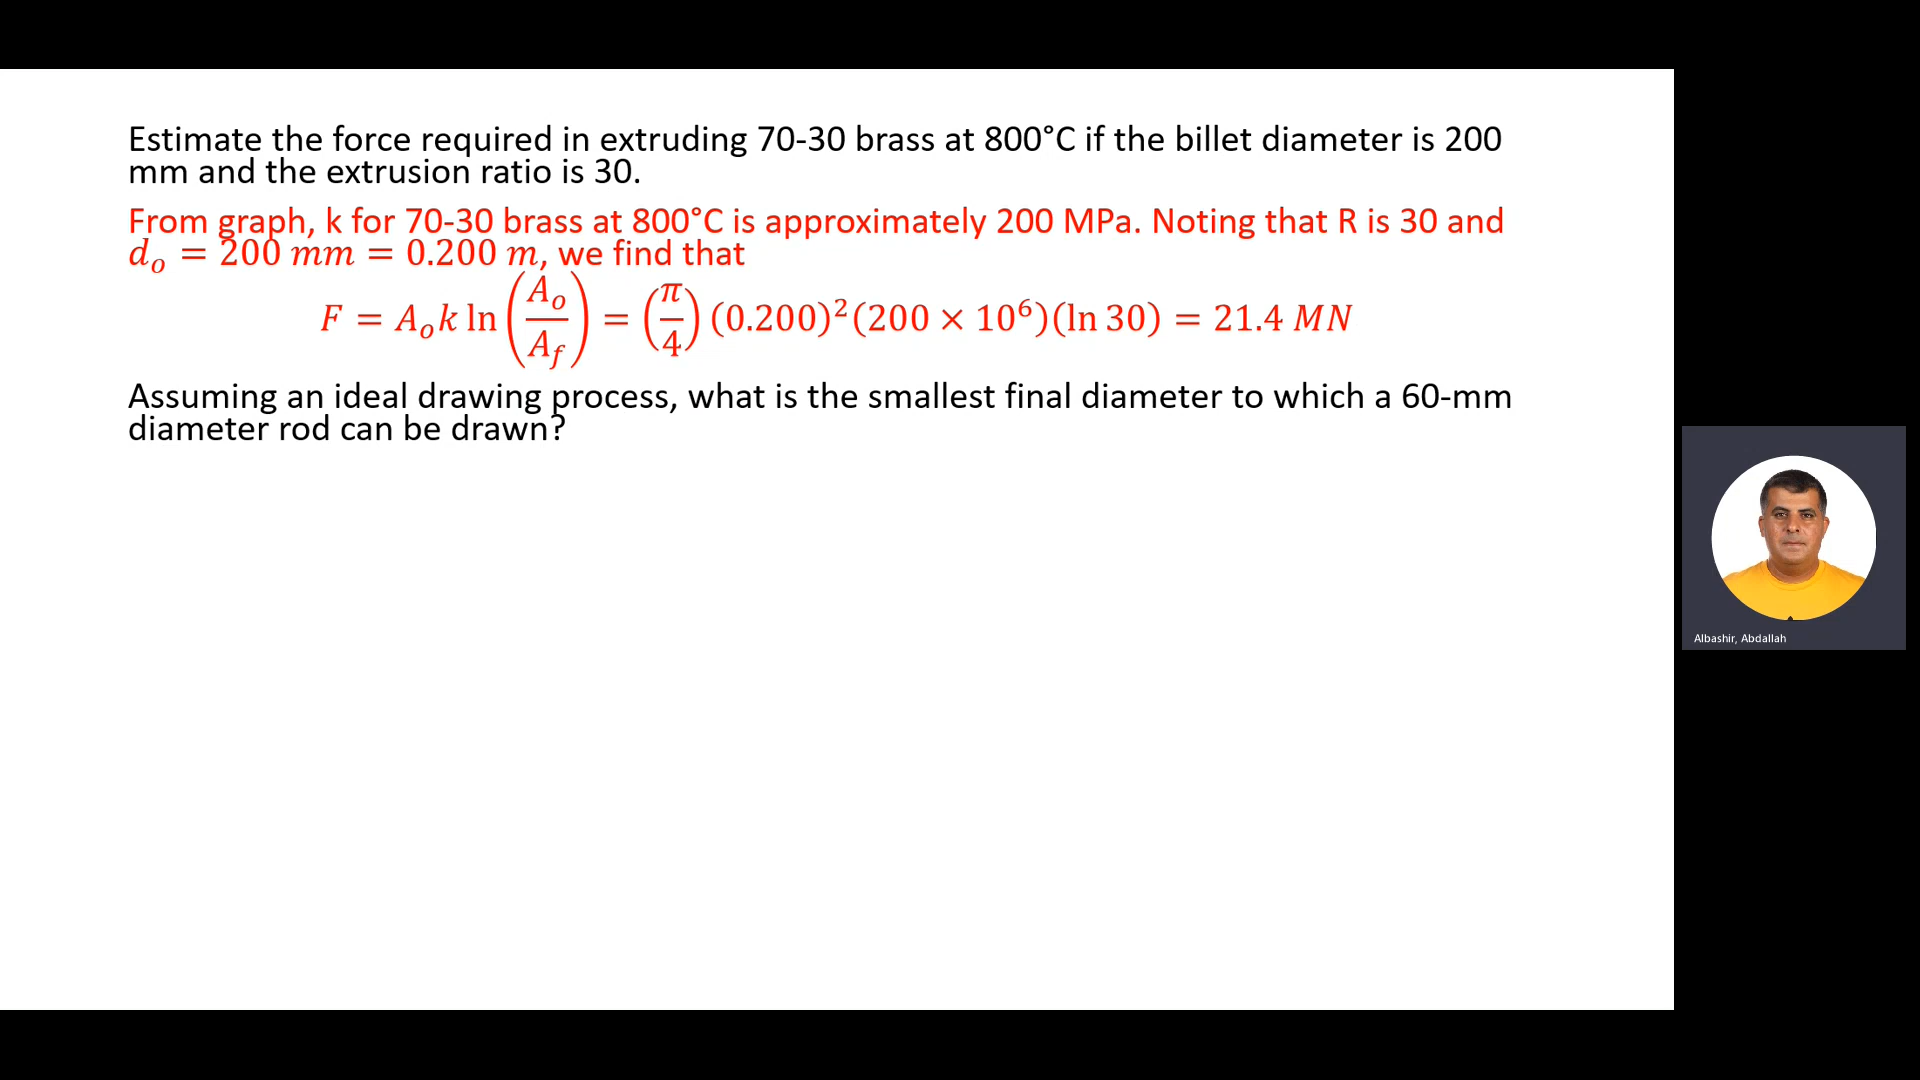 Estimate the force required in extruding 70-30 brass at 800°C if the billet diameter is 200
mm and the extrusion ratio is 30.
From graph, k for 70-30 brass at 800°C is approximately 200 MPa. Noting that R is 30 and
d_o = 200 mm = 0.200 m, we find that
F = A_o k ln(A_o/A_f) = (π/4)(0.200)²(200 × 10⁶)(ln 30) = 21.4 MN
Assuming an ideal drawing process, what is the smallest final diameter to which a 60-mm
diameter rod can be drawn?
Albashir, Abdallah